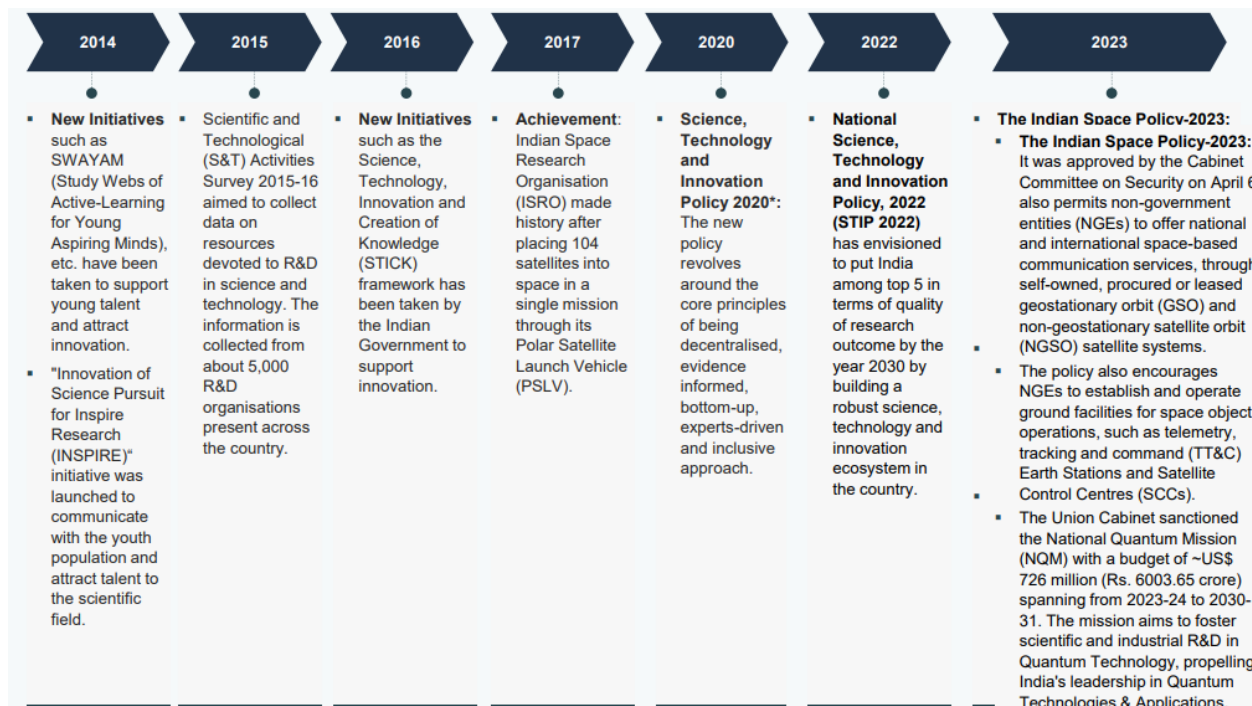 2014
New Initiatives
such as
SWAYAM
(Study Webs of
Active-Learning
for Young
Aspiring Minds),
etc. have been
taken to support
young talent
and attract
innovation.
"Innovation of
Science Pursuit
for Inspire
Research
(INSPIRE)“
initiative was
launched to
communicate
with the youth
population and
attract talent to
the scientific
field.
2015
Scientific and
Technological
(S&T) Activities
Survey 2015-16
aimed to collect
data on
resources
devoted to R&D
in science and
technology. The
information is
collected from
about 5,000
R&D
organisations
present across
the country.
2016
New Initiatives
such as the
Science,
Technology,
Innovation and
Creation of
Knowledge
(STICK)
framework has
been taken by
the Indian
Government to
support
innovation.
2017
Achievement:
Indian Space
Research
Organisation
(ISRO) made
history after
placing 104
satellites into
space in a
single mission
through its
Polar Satellite
Launch Vehicle
(PSLV).
2020
Science,
Technology
and
Innovation
Policy 2020*:
The new
policy
revolves
around the
core principles
of being
decentralised,
evidence
informed,
bottom-up,
experts-driven
and inclusive
approach.
2022
National
Science,
Technology
and Innovation
Policy, 2022
(STIP 2022)
has envisioned
to put India
among top 5 in
terms of quality
of research
outcome by the
year 2030 by
building a
robust science,
technology and
innovation
ecosystem in
the country.
2023
The Indian Space Policy-2023:
The Indian Space Policy-2023:
It was approved by the Cabinet
Committee on Security on April 6
also permits non-government
entities (NGEs) to offer national
and international space-based
communication services, through
self-owned, procured or leased
geostationary orbit (GSO) and
non-geostationary satellite orbit
(NGSO) satellite systems.
The policy also encourages
NGEs to establish and operate
ground facilities for space object
operations, such as telemetry,
tracking and command (TT&C)
Earth Stations and Satellite
Control Centres (SCCs).
The Union Cabinet sanctioned
the National Quantum Mission
(NQM) with a budget of ~US$
726 million (Rs. 6003.65 crore)
spanning from 2023-24 to 2030-
31. The mission aims to foster
scientific and industrial R&D in
Quantum Technology, propelling
India's leadership in Quantum
Technologies & Applications.